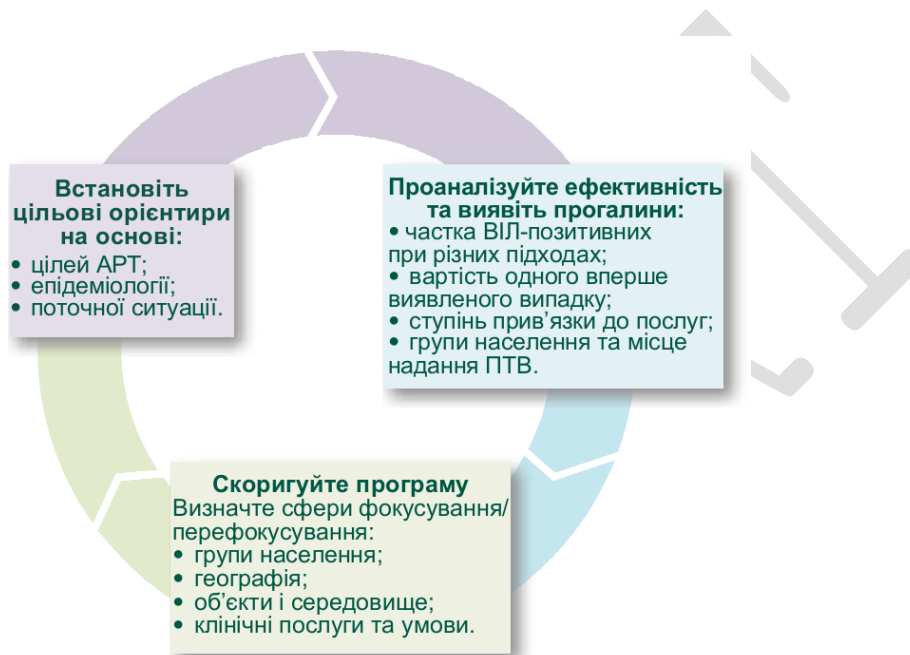 Встановіть
цільові орієнтири
на основі:
• цілей АРТ;
• епідеміології;
• поточної ситуації.
Проаналізуйте ефективність
та виявіть прогалини:
• частка ВІЛ-позитивних
при різних підходах;
• вартість одного вперше
виявленого випадку;
• ступінь прив’язки до послуг;
• групи населення та місце
надання ПТВ.
Скоригуйте програму
Визначте сфери фокусування/
перефокусування:
• групи населення;
• географія;
• об’єкти і середовище;
• клінічні послуги та умови.